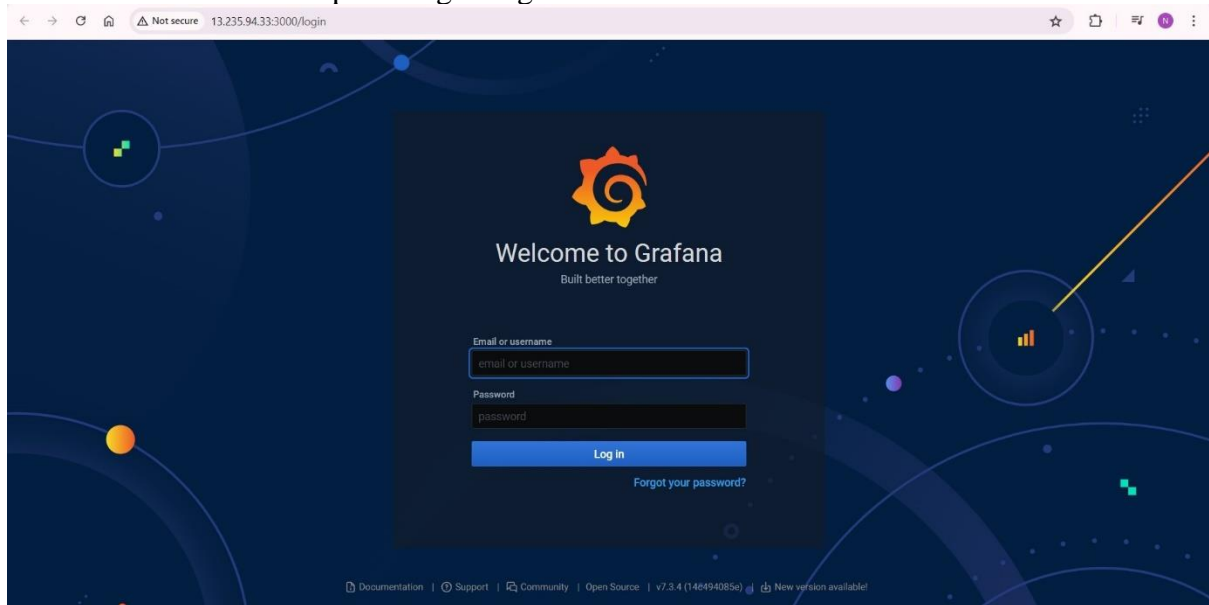 Not secure 13.235.94.33:3000/login
N
Welcome to Grafana
Built better together
Email or username
email or username
Password
password
Log in
Forgot your password?
Documentation | Support | Community | Open Source | v7.3.4 (14e494085e) | New version available!